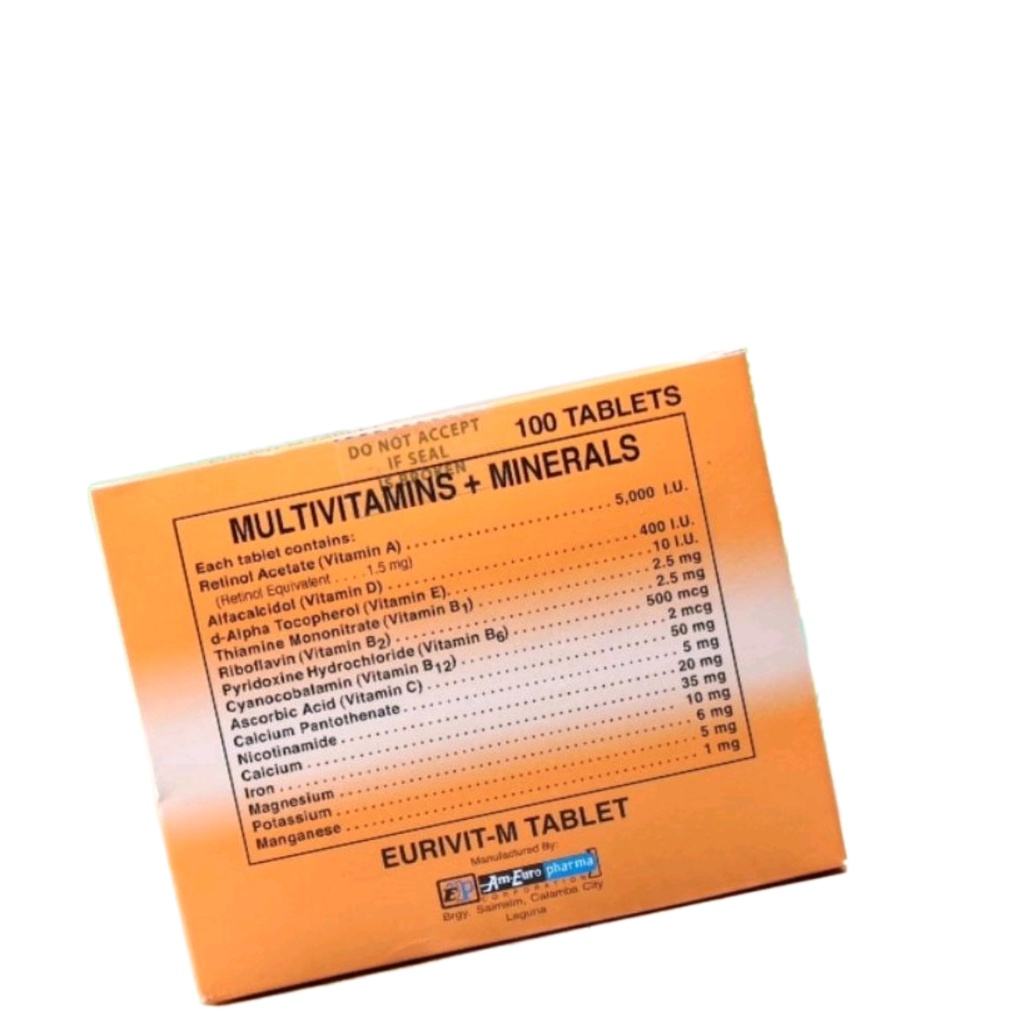 100 TABLETS
DO NOT ACCEPT
IF SEAL
IS BROKEN
MULTIVITAMINS + MINERALS
Each tablet contains:
Retinol Acetate (Vitamin A) . . . . . . . . . . . . . . . . . . . . . . 5,000 I.U.
(Retinol Equivalent . . . . 1.5 mg)
Alfacalcidol (Vitamin D) . . . . . . . . . . . . . . . . . . . . . . 400 I.U.
d-Alpha Tocopherol (Vitamin E). . . . . . . . . . . . . . . . . . . 10 I.U.
Thiamine Mononitrate (Vitamin B1) . . . . . . . . . . . . . . . . . 2.5 mg
Riboflavin (Vitamin B2) . . . . . . . . . . . . . . . . . . . . . . 2.5 mg
Pyridoxine Hydrochloride (Vitamin B6) . . . . . . . . . . . . . . 500 mcg
Cyanocobalamin (Vitamin B12) . . . . . . . . . . . . . . . . . . . 2 mcg
Ascorbic Acid (Vitamin C) . . . . . . . . . . . . . . . . . . . . . 50 mg
Calcium Pantothenate . . . . . . . . . . . . . . . . . . . . . . . 5 mg
Nicotinamide . . . . . . . . . . . . . . . . . . . . . . . . . . . 20 mg
Calcium . . . . . . . . . . . . . . . . . . . . . . . . . . . . . . 35 mg
Iron . . . . . . . . . . . . . . . . . . . . . . . . . . . . . . . . 10 mg
Magnesium . . . . . . . . . . . . . . . . . . . . . . . . . . . . . 6 mg
Potassium . . . . . . . . . . . . . . . . . . . . . . . . . . . . . 5 mg
Manganese . . . . . . . . . . . . . . . . . . . . . . . . . . . . . 1 mg
EURIVIT-M TABLET
Manufactured By:
EP Am-Euro pharma
CORPORATION
Brgy. Saimsim, Calamba City
Laguna